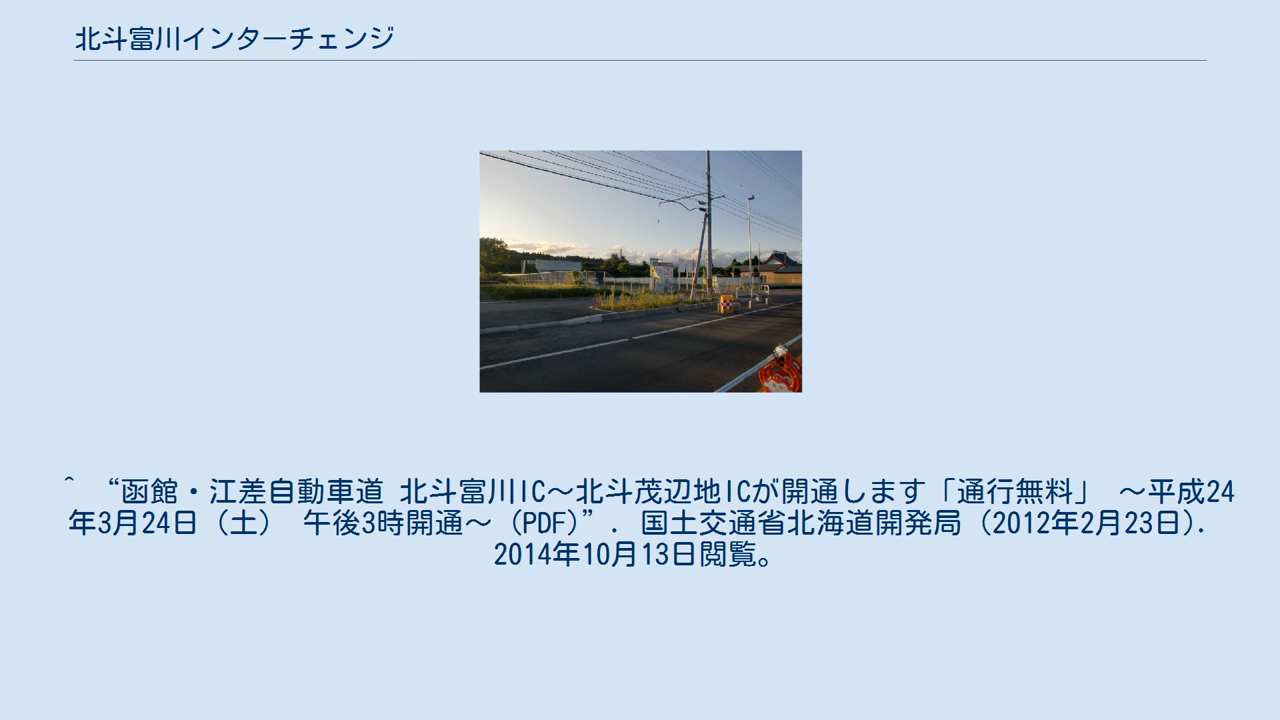 北斗富川インターチェンジ
^ “函館・江差自動車道 北斗富川IC〜北斗茂辺地ICが開通します「通行無料」 〜平成24
年3月24日（土） 午後3時開通〜（PDF）”. 国土交通省北海道開発局 (2012年2月23日).
2014年10月13日閲覧。